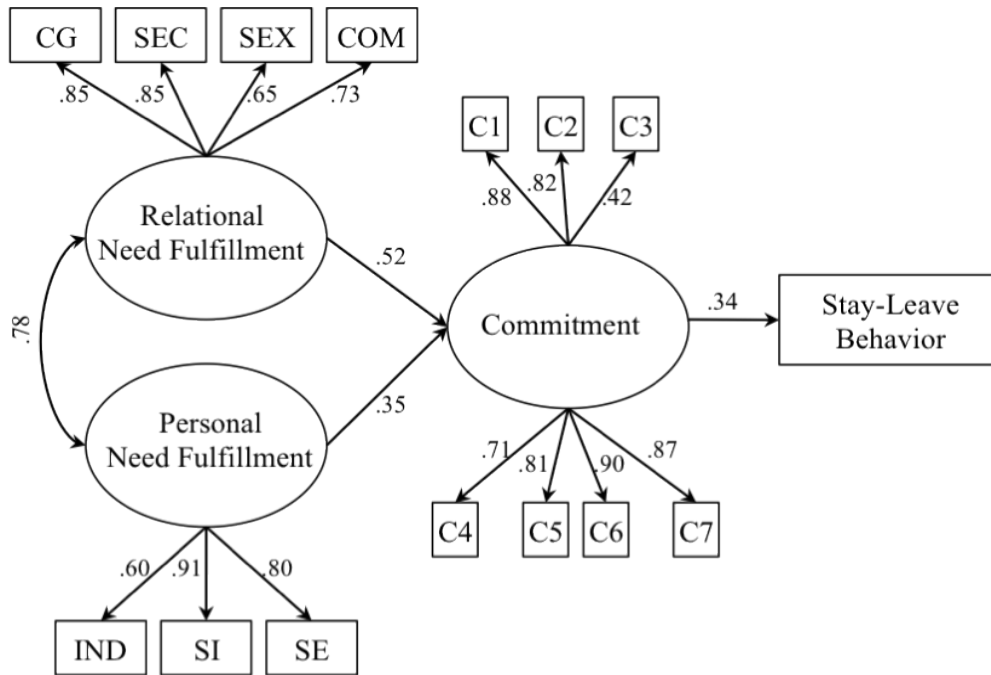 CG SEC SEX COM
.85 .85 .65 .73
C1 C2 C3
.88 .82 .42
Relational
Need Fulfillment
.52
.78
Commitment
.34
Stay-Leave
Behavior
Personal
Need Fulfillment
.35
.71 .81 .90 .87
C4 C5 C6 C7
.60 .91 .80
IND SI SE